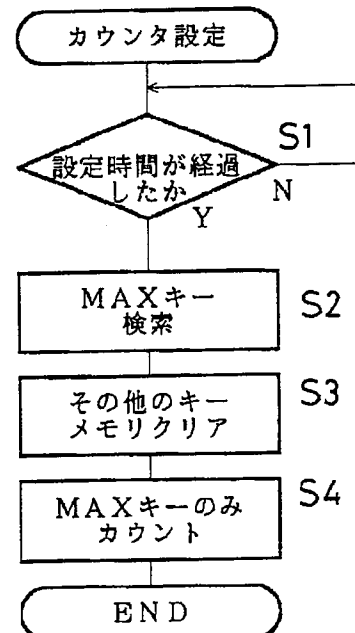 カウンタ設定
設定時間が経過
したか
S1
N
Y
MAXキー
検索
S2
その他のキー
メモリクリア
S3
MAXキーのみ
カウント
S4
END